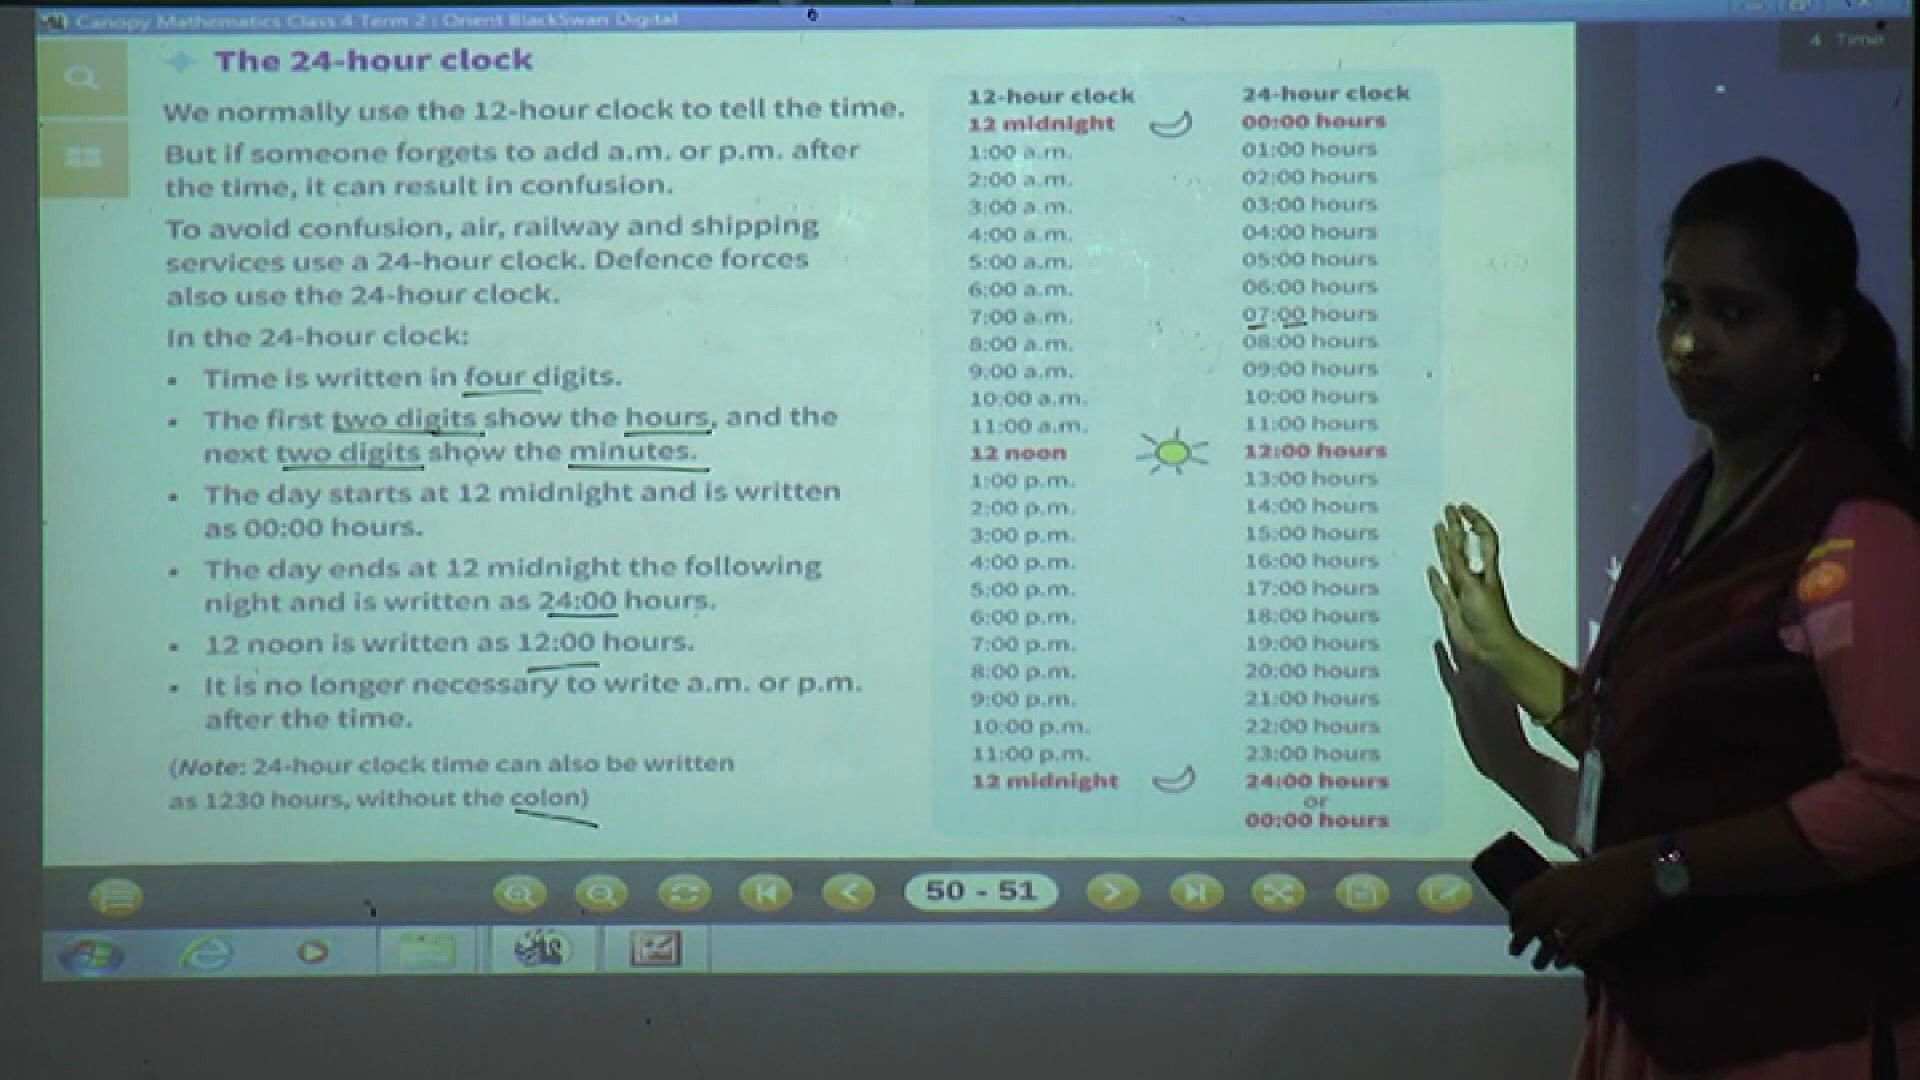 Canopy Mathematics Class 4 Term 2 : Orient BlackSwan Digital
4 Time
The 24-hour clock
We normally use the 12-hour clock to tell the time.
But if someone forgets to add a.m. or p.m. after
the time, it can result in confusion.
To avoid confusion, air, railway and shipping
services use a 24-hour clock. Defence forces
also use the 24-hour clock.
In the 24-hour clock:
• Time is written in four digits.
• The first two digits show the hours, and the
next two digits show the minutes.
• The day starts at 12 midnight and is written
as 00:00 hours.
• The day ends at 12 midnight the following
night and is written as 24:00 hours.
• 12 noon is written as 12:00 hours.
• It is no longer necessary to write a.m. or p.m.
after the time.
(Note: 24-hour clock time can also be written
as 1230 hours, without the colon)
12-hour clock 24-hour clock
12 midnight 00:00 hours
1:00 a.m. 01:00 hours
2:00 a.m. 02:00 hours
3:00 a.m. 03:00 hours
4:00 a.m. 04:00 hours
5:00 a.m. 05:00 hours
6:00 a.m. 06:00 hours
7:00 a.m. 07:00 hours
8:00 a.m. 08:00 hours
9:00 a.m. 09:00 hours
10:00 a.m. 10:00 hours
11:00 a.m. 11:00 hours
12 noon 12:00 hours
1:00 p.m. 13:00 hours
2:00 p.m. 14:00 hours
3:00 p.m. 15:00 hours
4:00 p.m. 16:00 hours
5:00 p.m. 17:00 hours
6:00 p.m. 18:00 hours
7:00 p.m. 19:00 hours
8:00 p.m. 20:00 hours
9:00 p.m. 21:00 hours
10:00 p.m. 22:00 hours
11:00 p.m. 23:00 hours
12 midnight 24:00 hours
or
00:00 hours
50 - 51